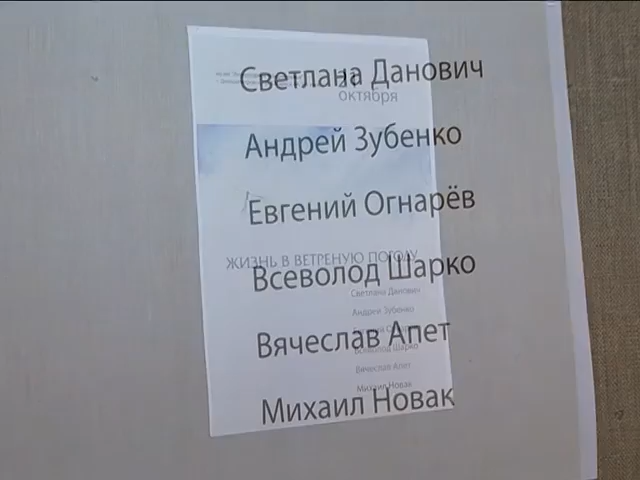 Светлана Данович
октября
Андрей Зубенко
Евгений Огнарёв
ЖИЗНЬ В ВЕТРЕНУЮ ПОГОДУ
Всеволод Шарко
Светлана Данович
Андрей Зубенко
Вячеслав Апет
Всеволод Шарко
Вячеслав Апет
Михаил Новак
Михаил Новак